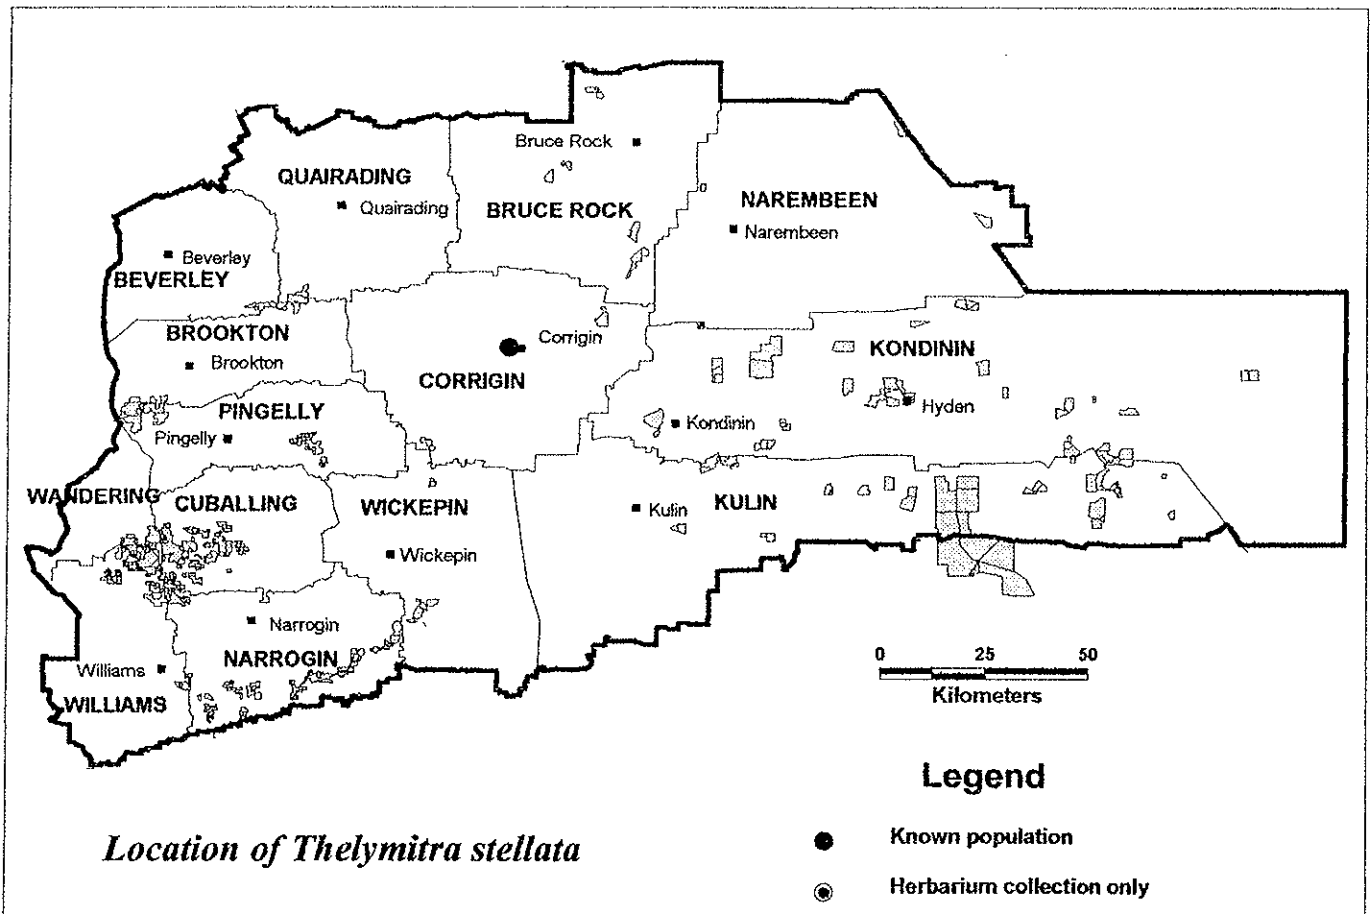 Bruce Rock
QUAIRADING
Quairading
BRUCE ROCK
NAREMBEEN
Narembeen
Beverley
BEVERLEY
BROOKTON
Brookton
Corrigin
CORRIGIN
KONDININ
Hyden
PINGELLY
Pingelly
Kondinin
WANDERING
CUBALLING
WICKEPIN
Kulin
KULIN
Wickepin
Narrogin
NARROGIN
Williams
WILLIAMS
0 25 50
Kilometers
Legend
Known population
Herbarium collection only
Location of Thelymitra stellata